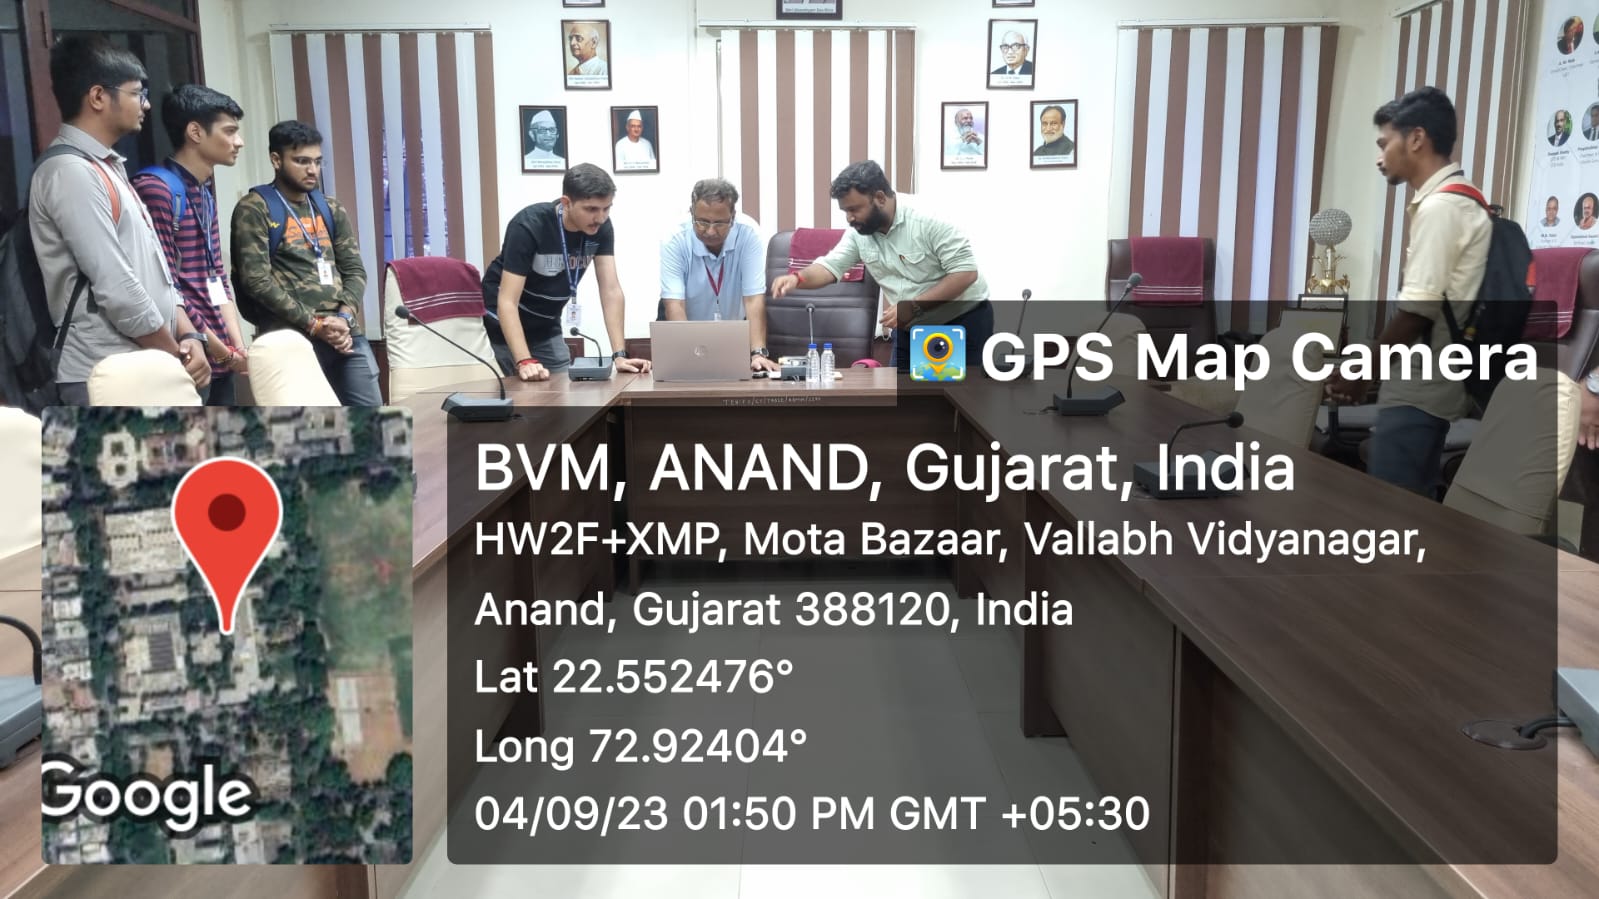 GPS Map Camera
BVM, ANAND, Gujarat, India
HW2F+XMP, Mota Bazaar, Vallabh Vidyanagar,
Anand, Gujarat 388120, India
Lat 22.552476°
Long 72.92404°
04/09/23 01:50 PM GMT +05:30
Google
hp